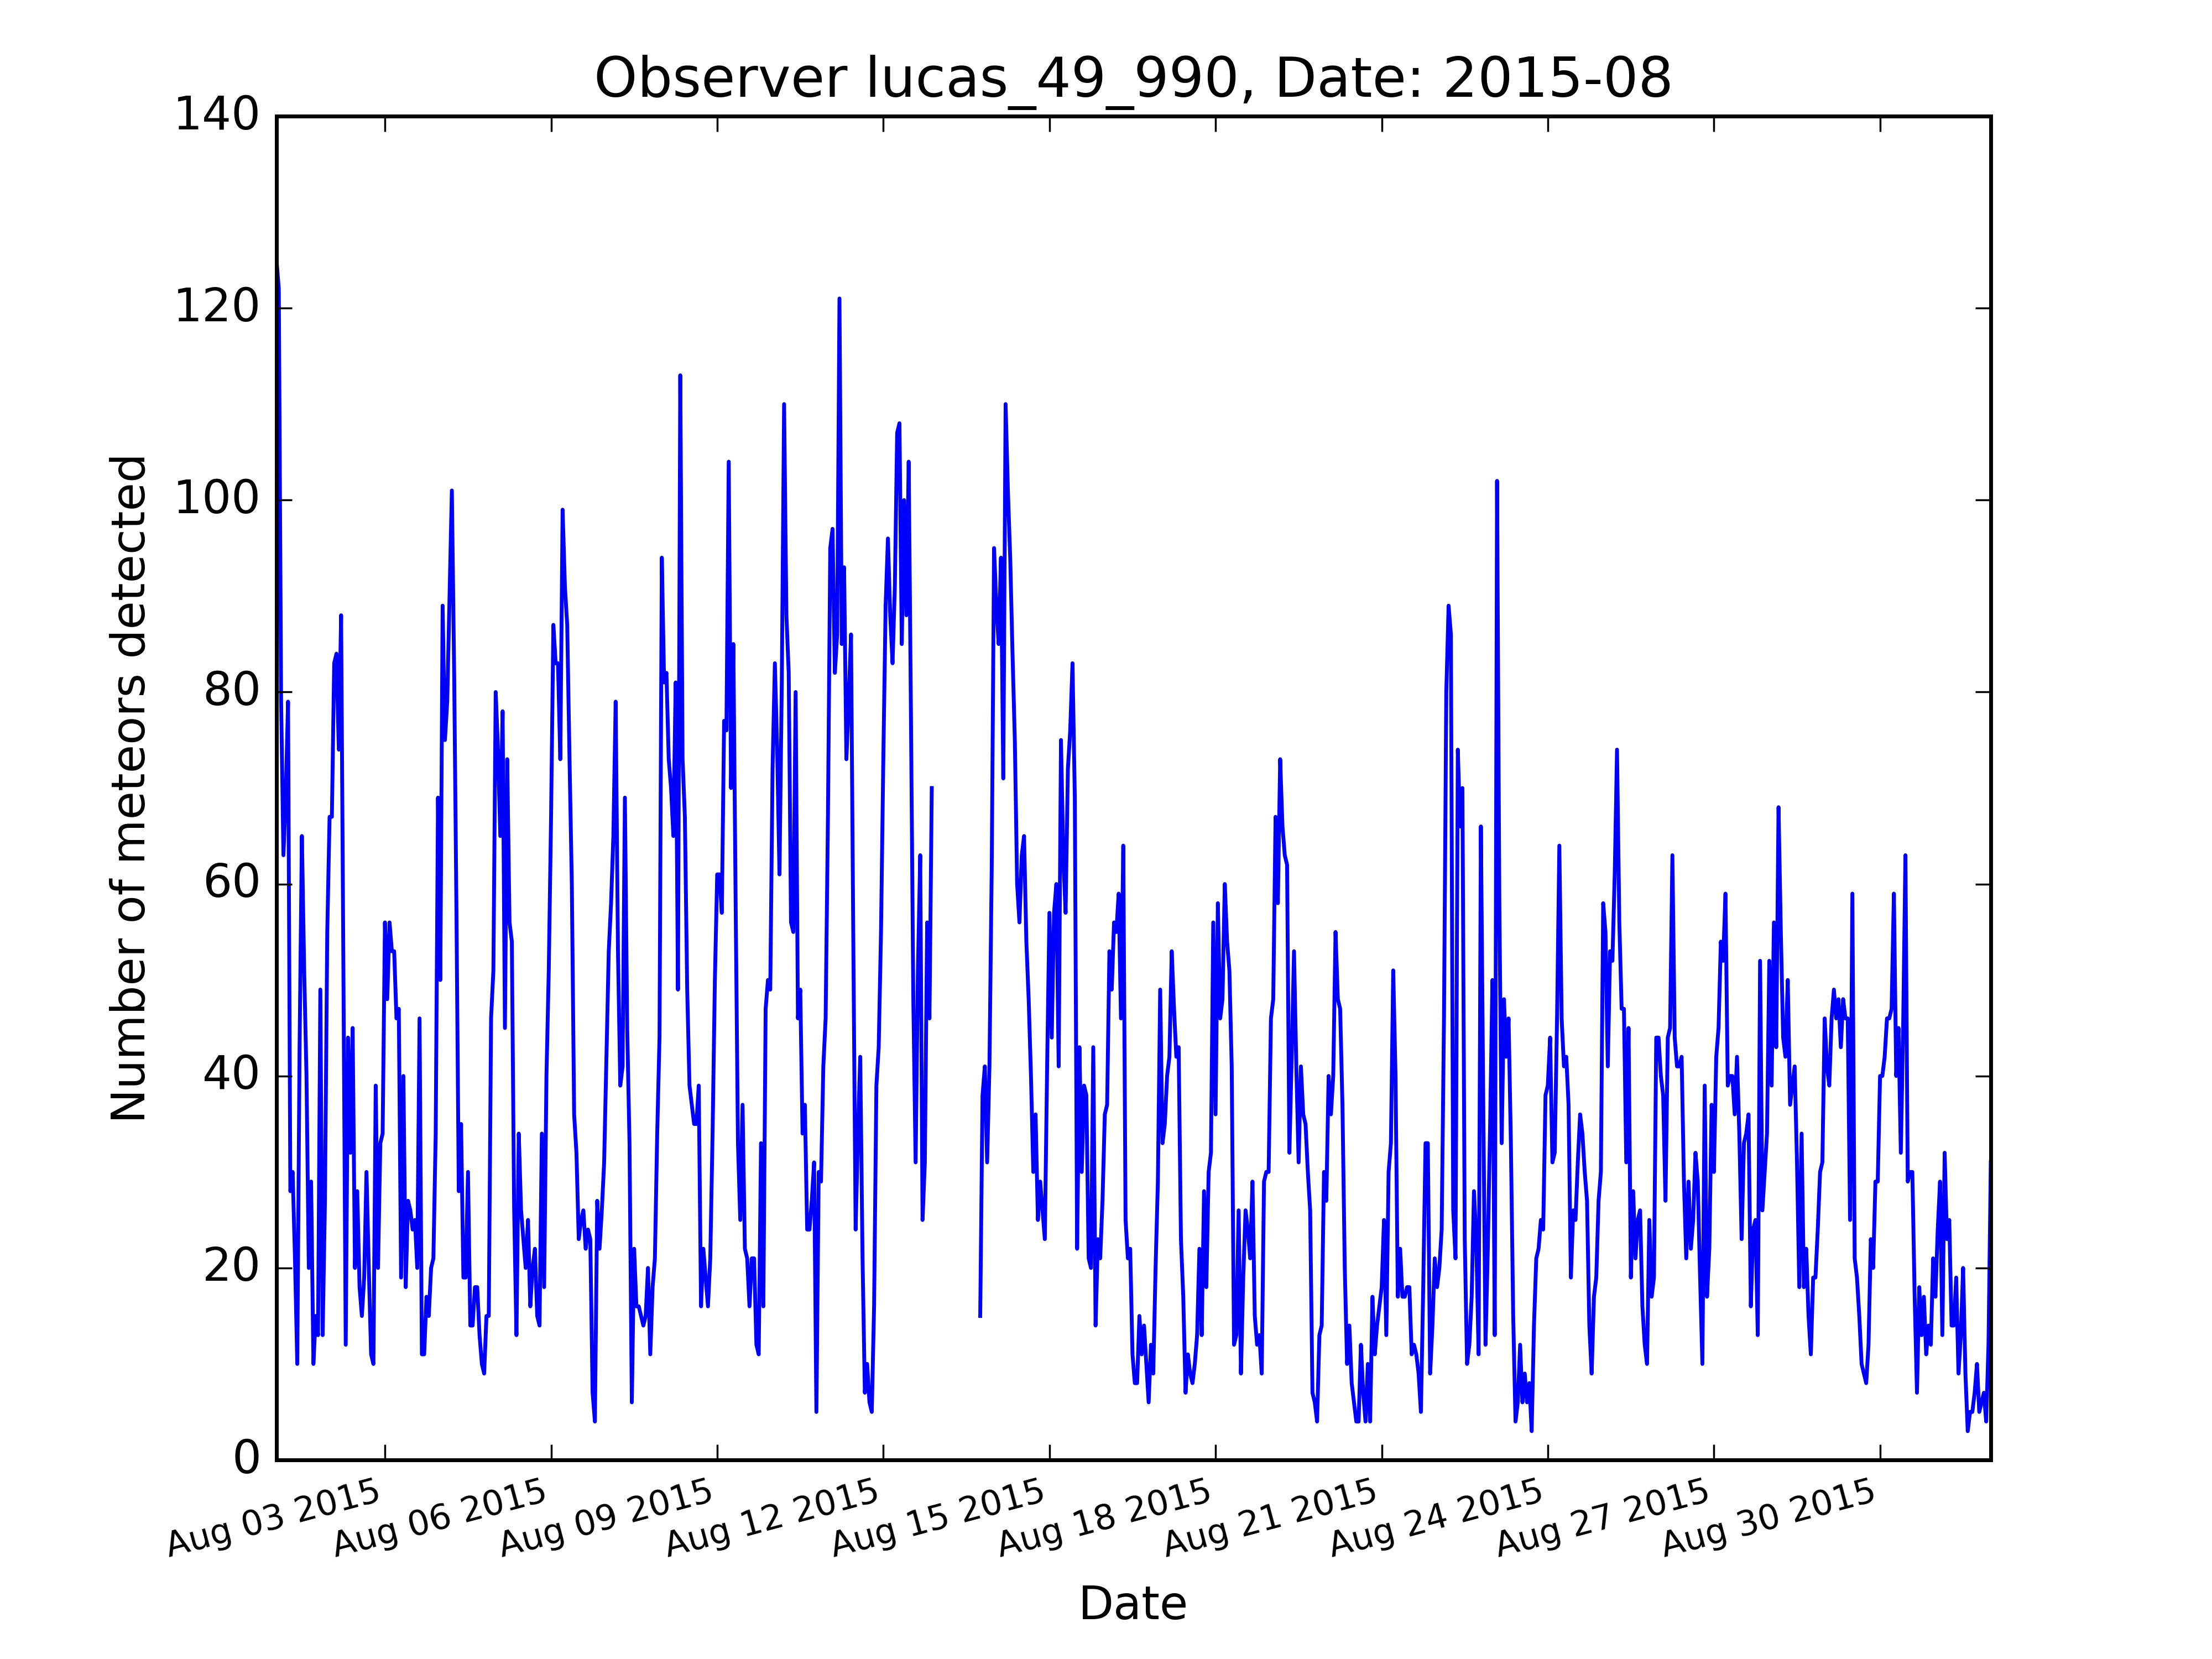 Observer lucas_49_990, Date: 2015-08
Number of meteors detected
140
120
100
80
60
40
20
0
Aug 03 2015
Aug 06 2015
Aug 09 2015
Aug 12 2015
Aug 15 2015
Aug 18 2015
Aug 21 2015
Aug 24 2015
Aug 27 2015
Aug 30 2015
Date